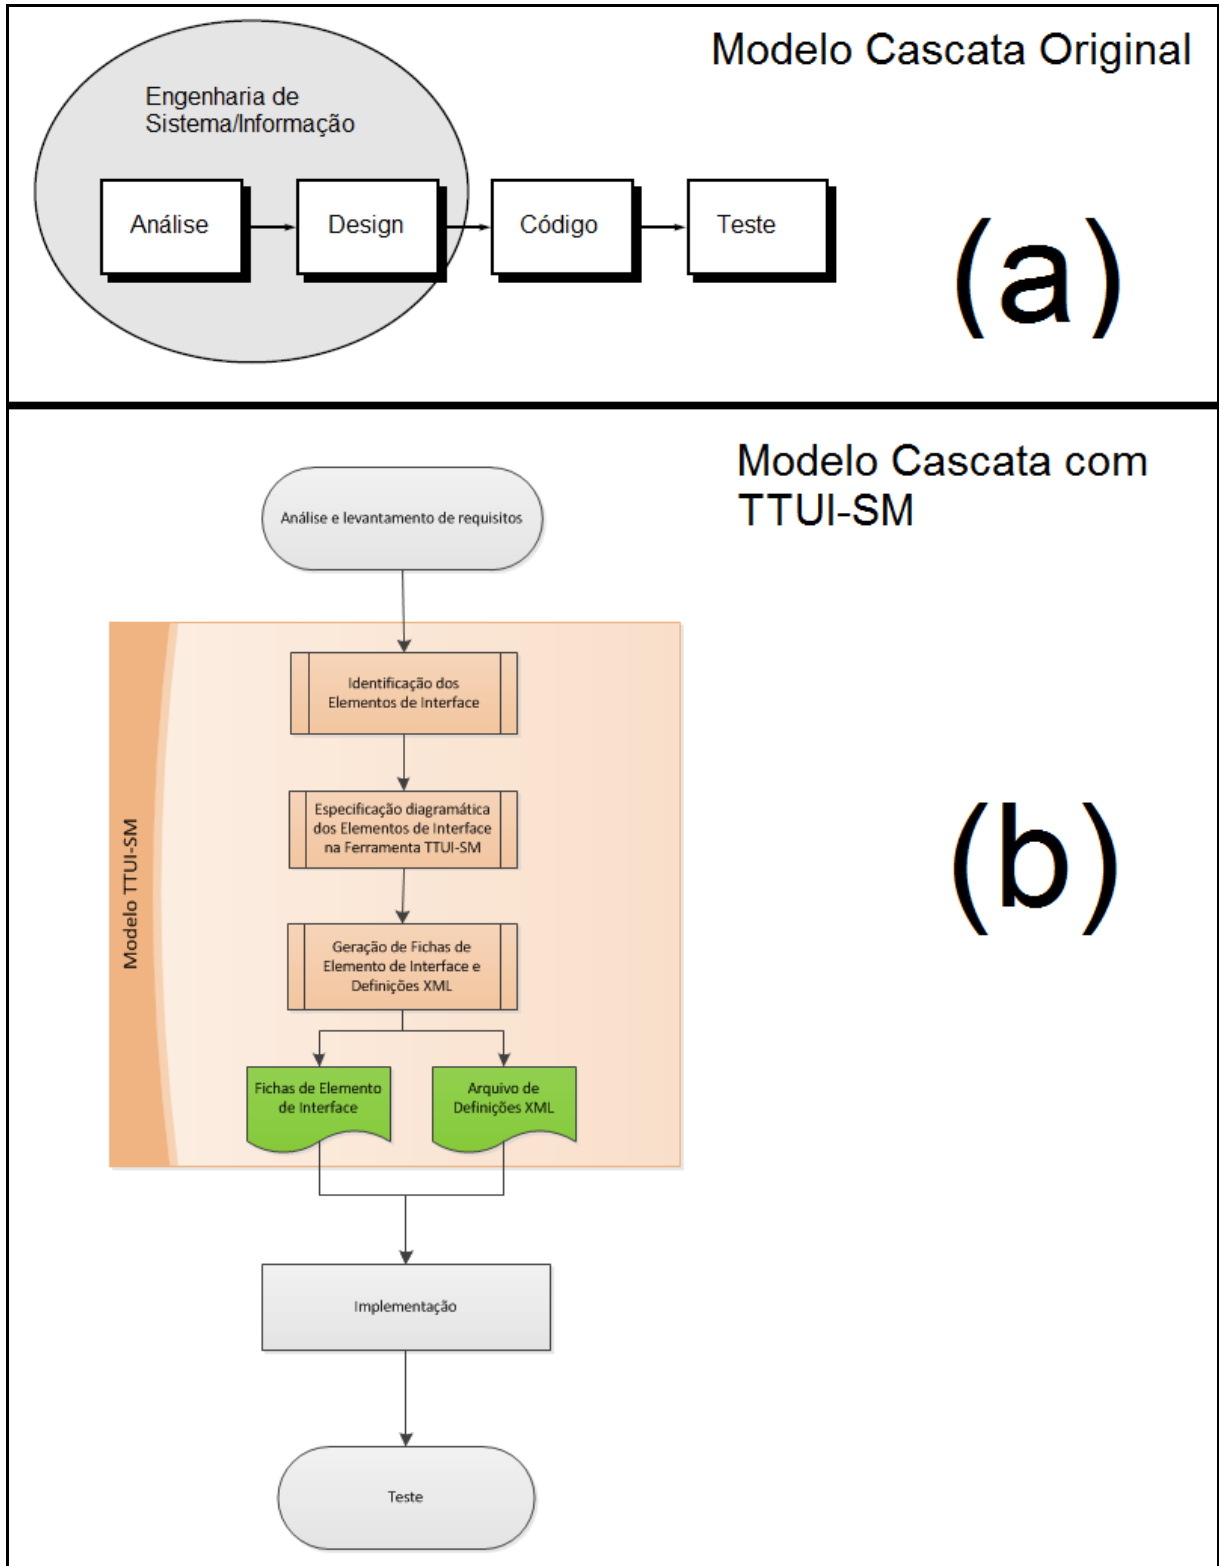 Modelo Cascata Original
Engenharia de
Sistema/Informação
Análise
Design
Código
Teste
(a)
Modelo Cascata com
TTUI-SM
Análise e levantamento de requisitos
Modelo TTUI-SM
Identificação dos
Elementos de Interface
Especificação diagramática
dos Elementos de Interface
na Ferramenta TTUI-SM
(b)
Geração de Fichas de
Elemento de Interface e
Definições XML
Fichas de Elemento
de Interface
Arquivo de
Definições XML
Implementação
Teste